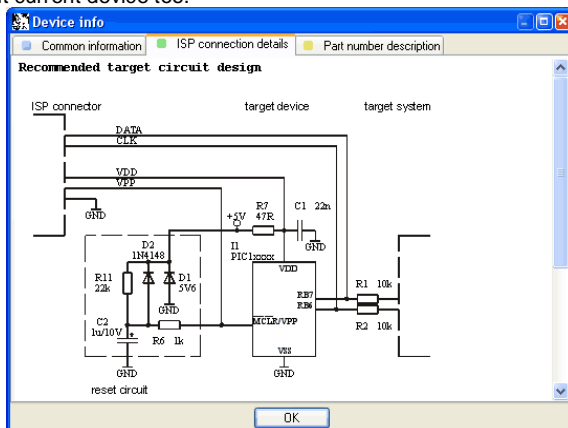 t current device too.
Device info
Common information ISP connection details Part number description
Recommended target circuit design
ISP connector target device target system
DATA
CLK
VDD
VPP
GND
+5V R7 C1 22n
47R
GND
D2 I1
1N4148 PIC1xxxx
VDD
R11 D1
22k 5V6
R1 10k
RB7
RB6
GND
C2 MCLR/VPP
1u/10V + R6 1k R2 10k
VSS
GND GND
reset circuit
OK